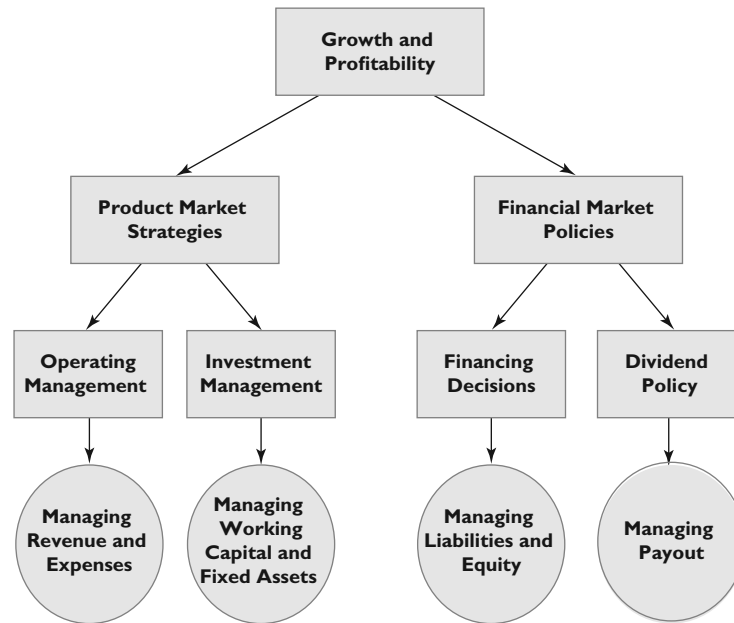 Growth and
Profitability
Product Market
Strategies
Financial Market
Policies
Operating
Management
Investment
Management
Financing
Decisions
Dividend
Policy
Managing
Revenue and
Expenses
Managing
Working
Capital and
Fixed Assets
Managing
Liabilities and
Equity
Managing
Payout